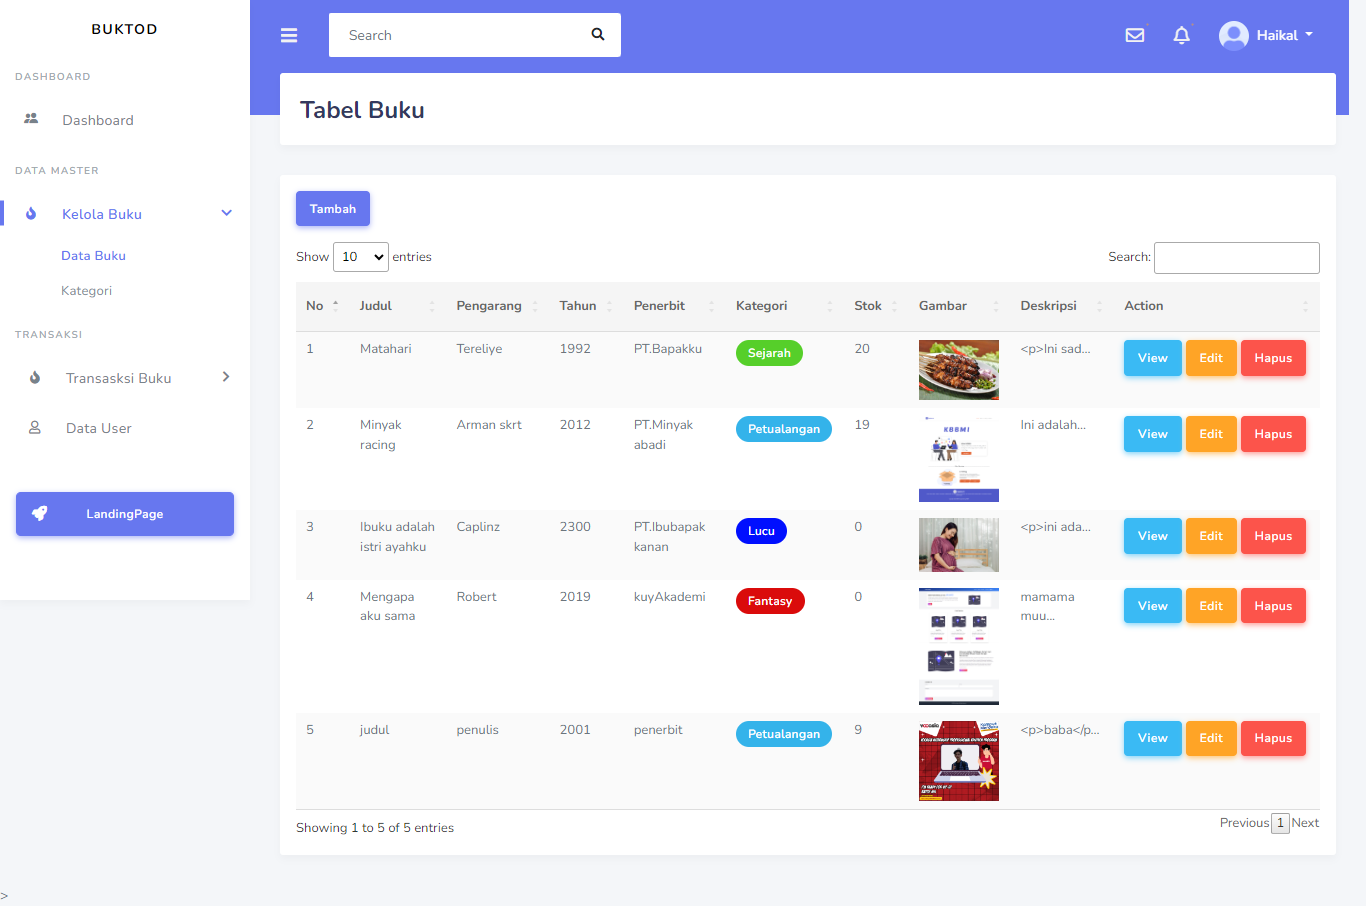 BUKTOD
Search
Haikal
DASHBOARD
Dashboard
DATA MASTER
Kelola Buku
Data Buku
Kategori
TRANSAKSI
Transasksi Buku
Data User
LandingPage
Tabel Buku
Tambah
Show 10 entries
Search:
No Judul Pengarang Tahun Penerbit Kategori Stok Gambar Deskripsi Action
1 Matahari Tereliye 1992 PT.Bapakku Sejarah 20 <p>Ini sad... View Edit Hapus
2 Minyak racing Arman skrt 2012 PT.Minyak abadi Petualangan 19 KBBMI Ini adalah... View Edit Hapus
3 Ibuku adalah istri ayahku Caplinz 2300 PT.Ibubapak kanan Lucu 0 <p>ini ada... View Edit Hapus
4 Mengapa aku sama Robert 2019 kuyAkademi Fantasy 0 mamama muu... View Edit Hapus
5 judul penulis 2001 penerbit Petualangan 9 <p>baba</p... View Edit Hapus
Showing 1 to 5 of 5 entries
Previous 1 Next
>